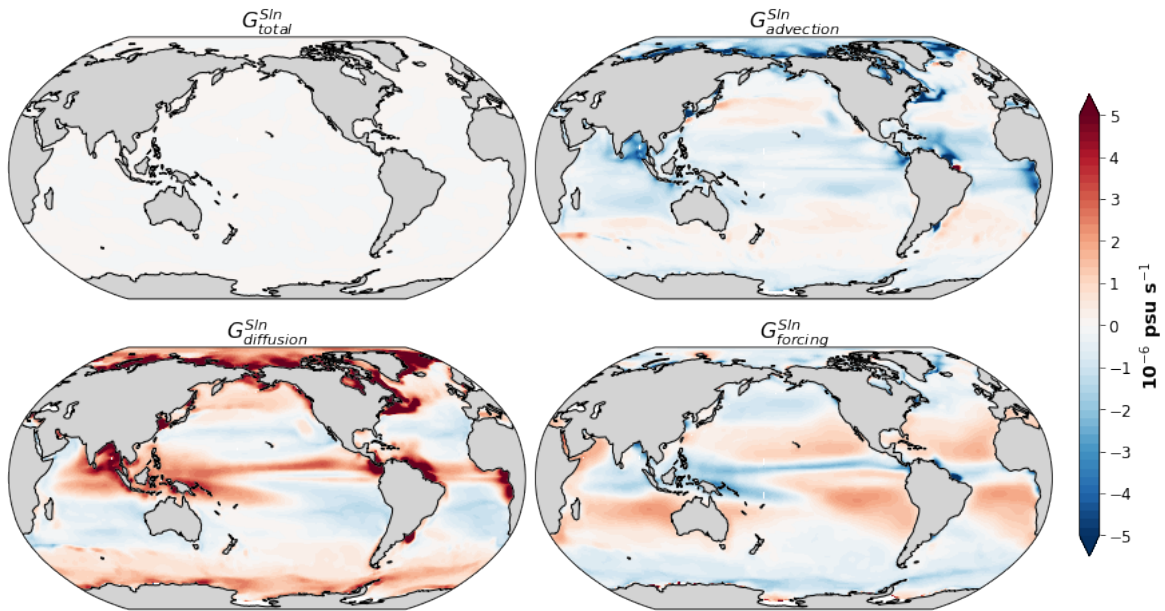 G^{Sln}_{total}
G^{Sln}_{advection}
G^{Sln}_{diffusion}
G^{Sln}_{forcing}
5
4
3
2
1
0
−1
−2
−3
−4
−5
10^{−6} psu s^{−1}